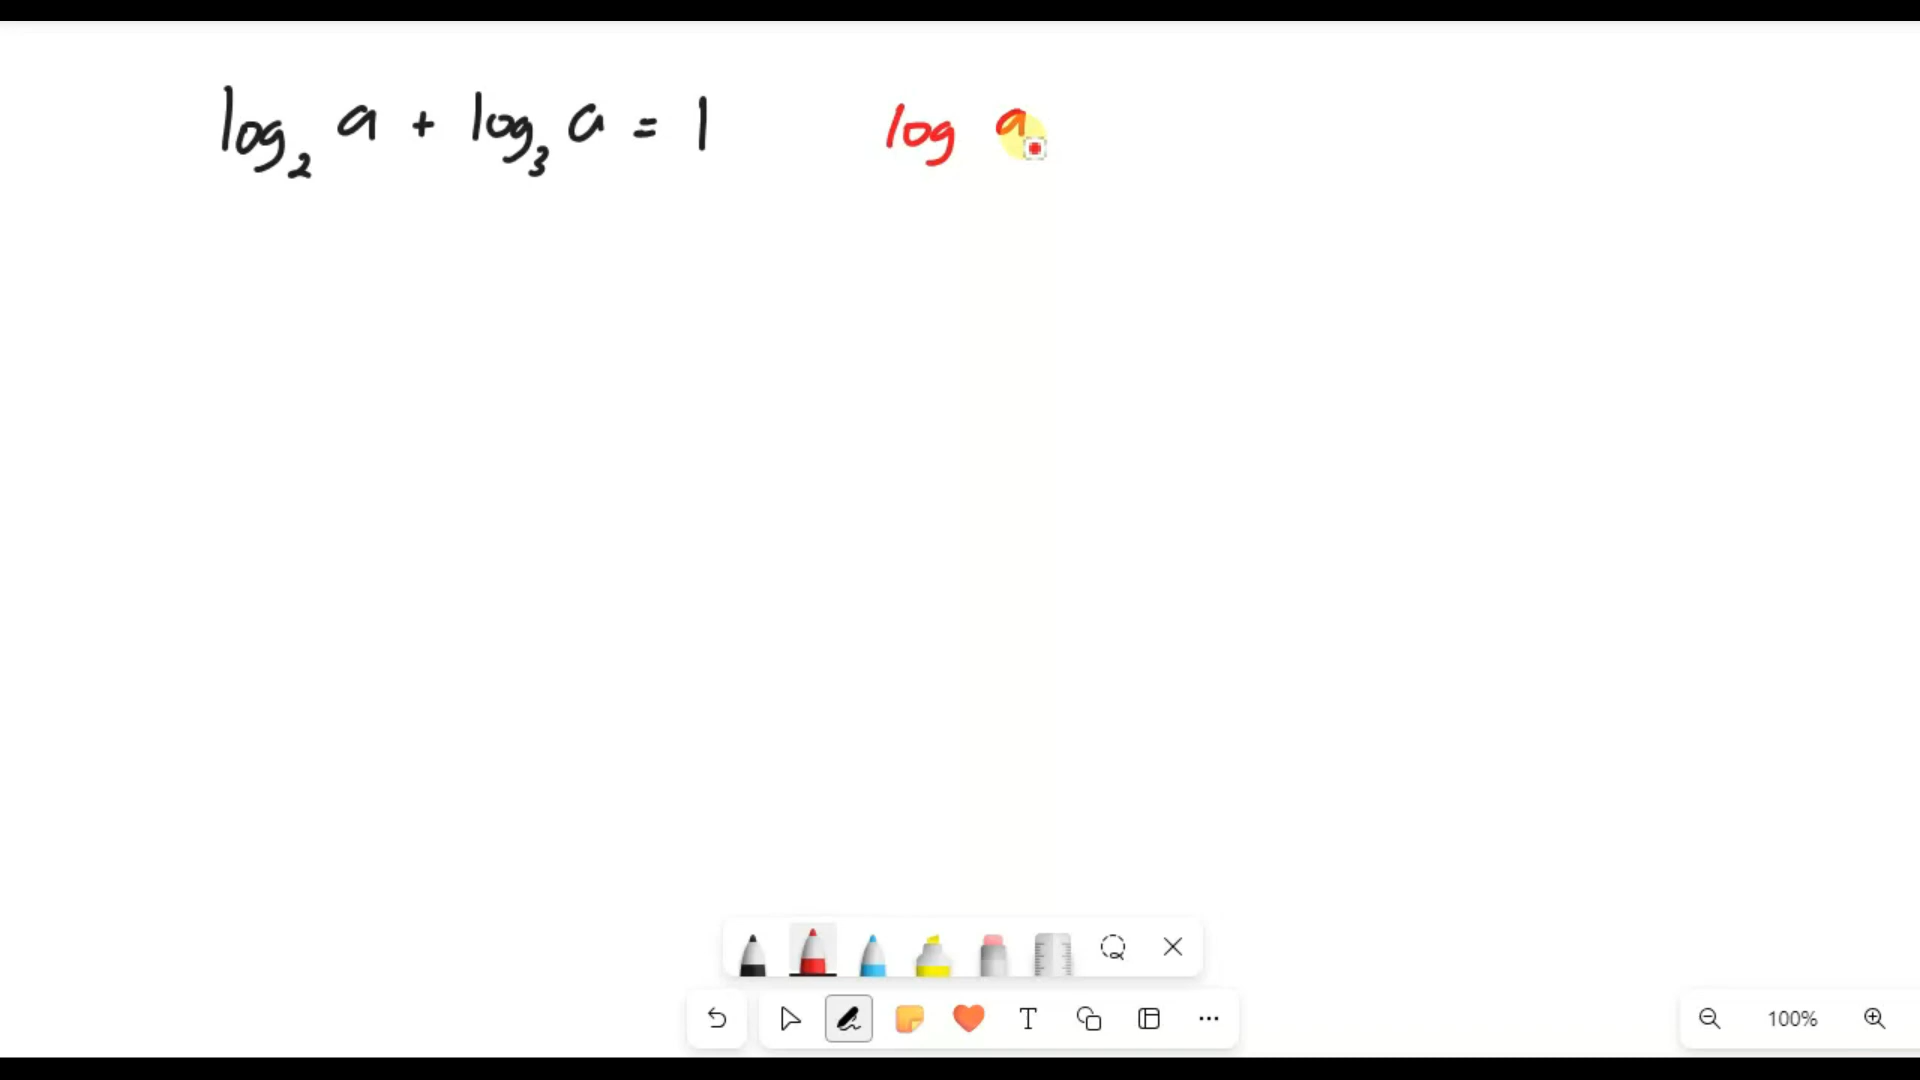 log₂ a + log₃ a = 1 log a
T
100%